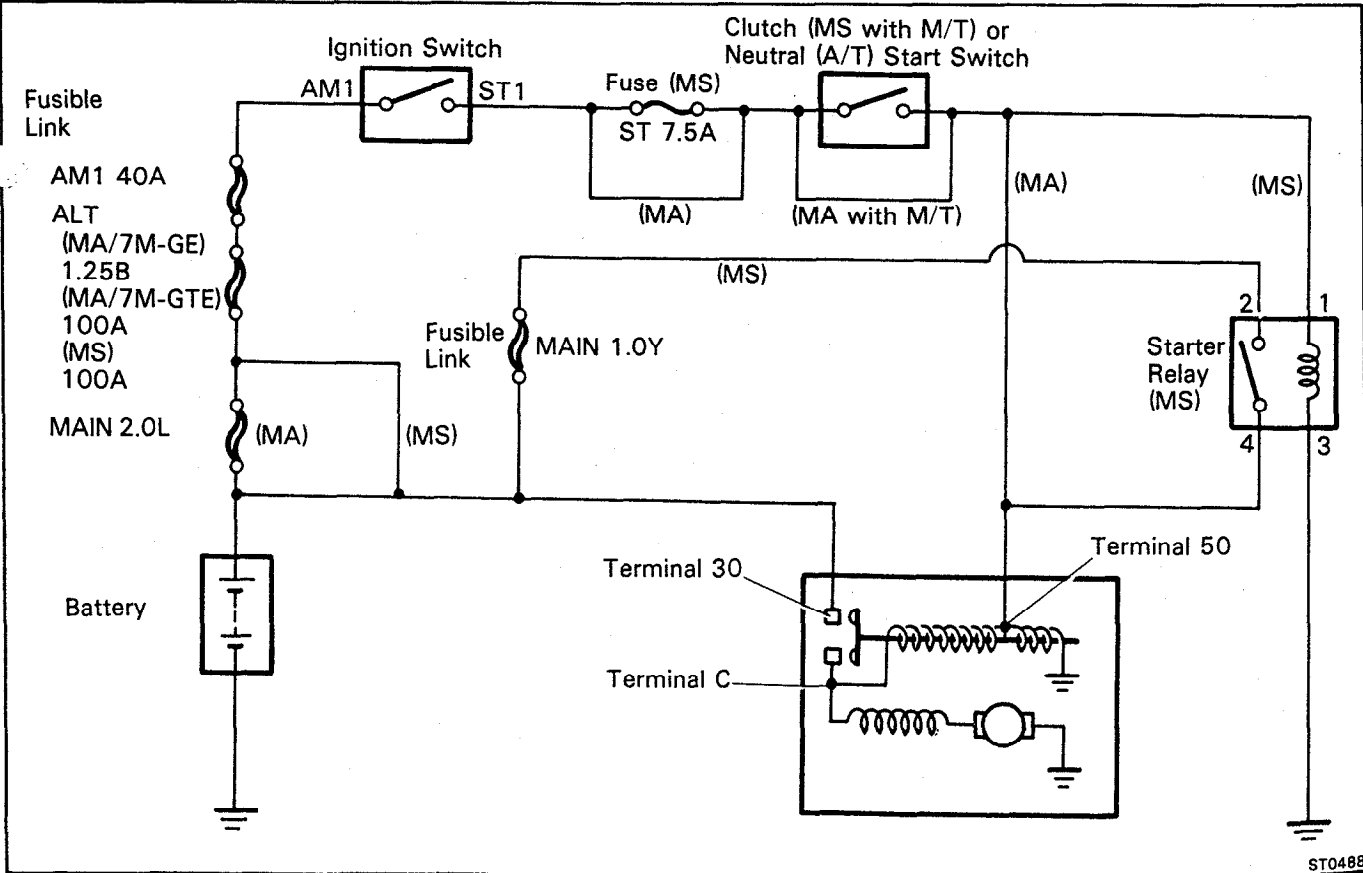 Ignition Switch
Clutch (MS with M/T) or
Neutral (A/T) Start Switch
Fusible
Link
AM1
ST1
Fuse (MS)
ST 7.5A
AM1 40A
ALT
(MA/7M-GE)
1.25B
(MA/7M-GTE)
100A
(MS)
100A
MAIN 2.0L
(MA)
(MS)
(MA)
(MA with M/T)
(MA)
(MS)
(MS)
Fusible
Link
MAIN 1.0Y
2
1
Starter
Relay
(MS)
4
3
Battery
Terminal 30
Terminal 50
Terminal C
ST0488